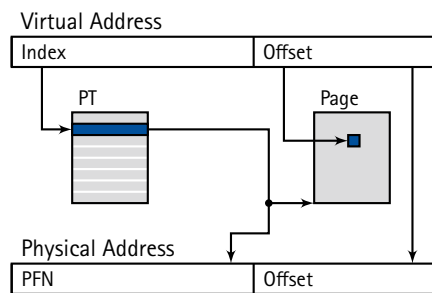 Virtual Address
Index Offset
PT Page
Physical Address
PFN Offset